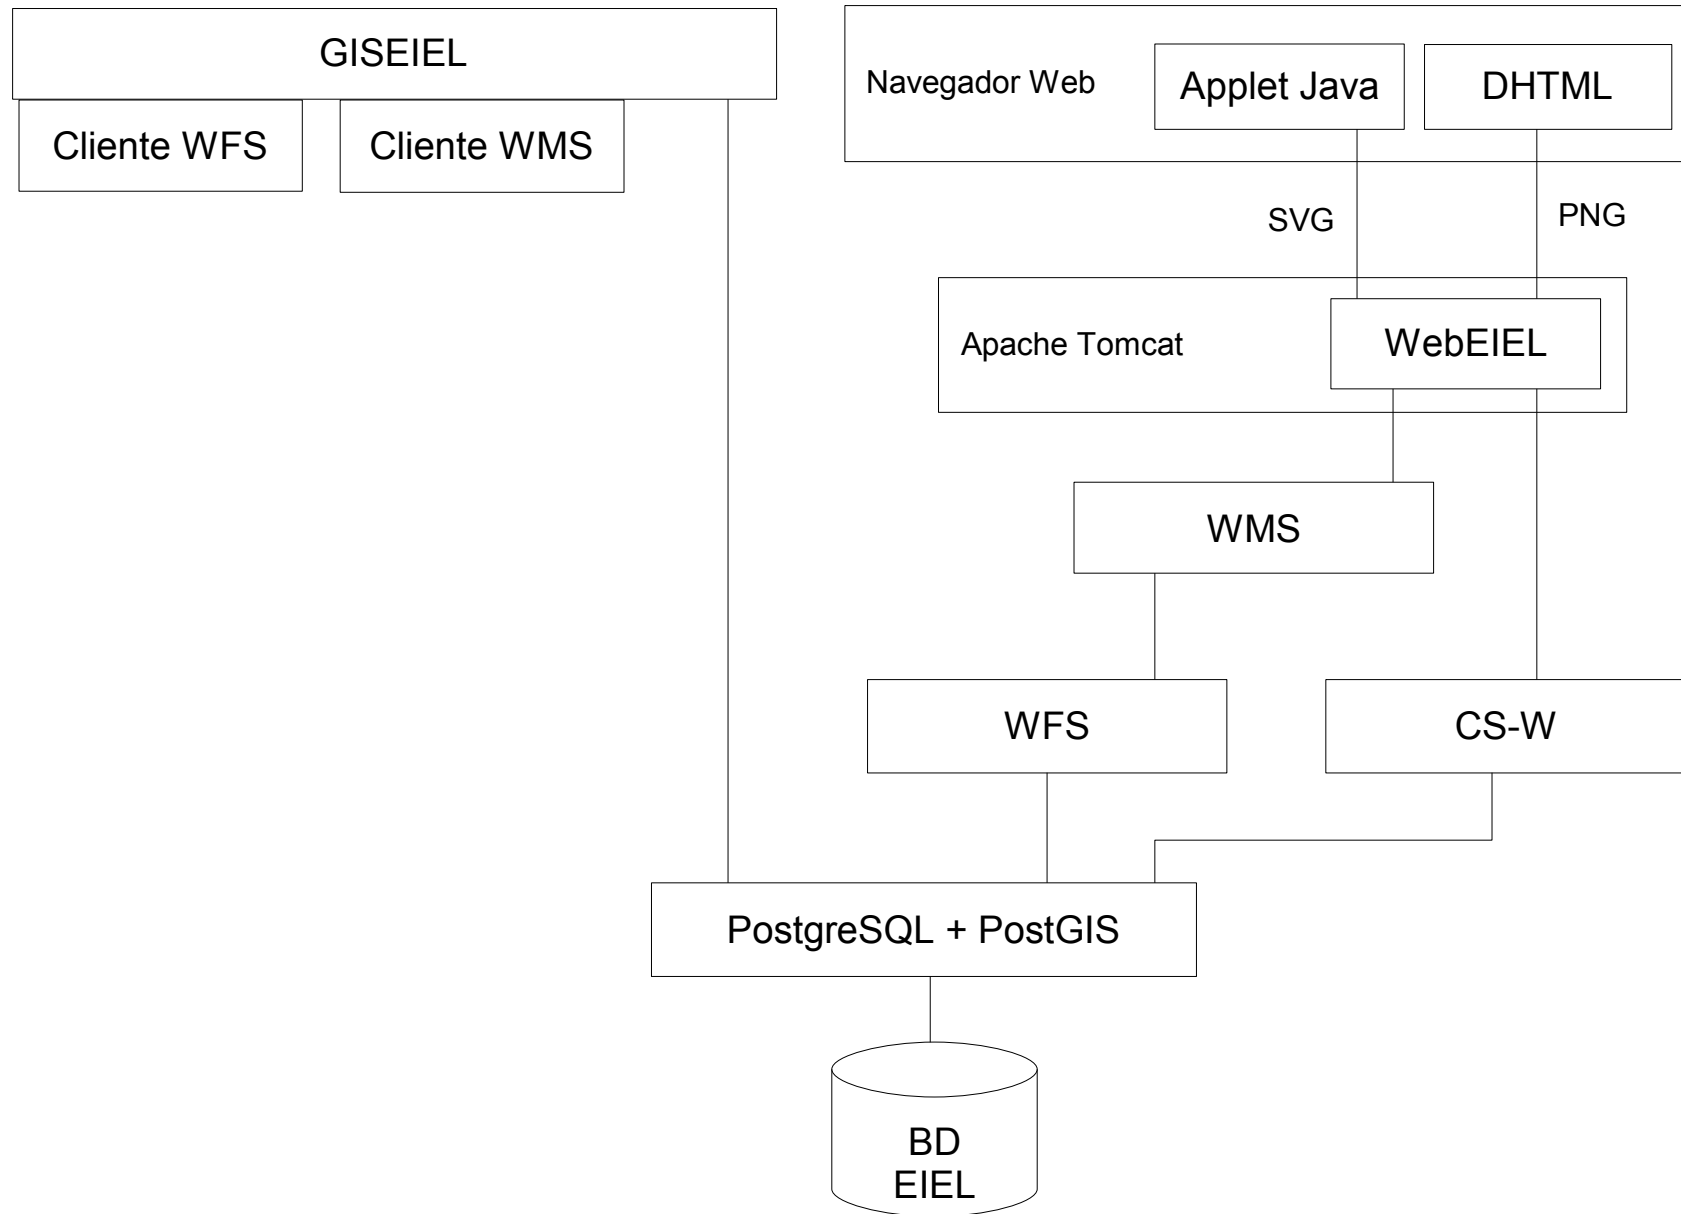 GISEIEL
Cliente WFS
Cliente WMS
Navegador Web
Applet Java
DHTML
SVG
PNG
Apache Tomcat
WebEIEL
WMS
WFS
CS-W
PostgreSQL + PostGIS
BD
EIEL